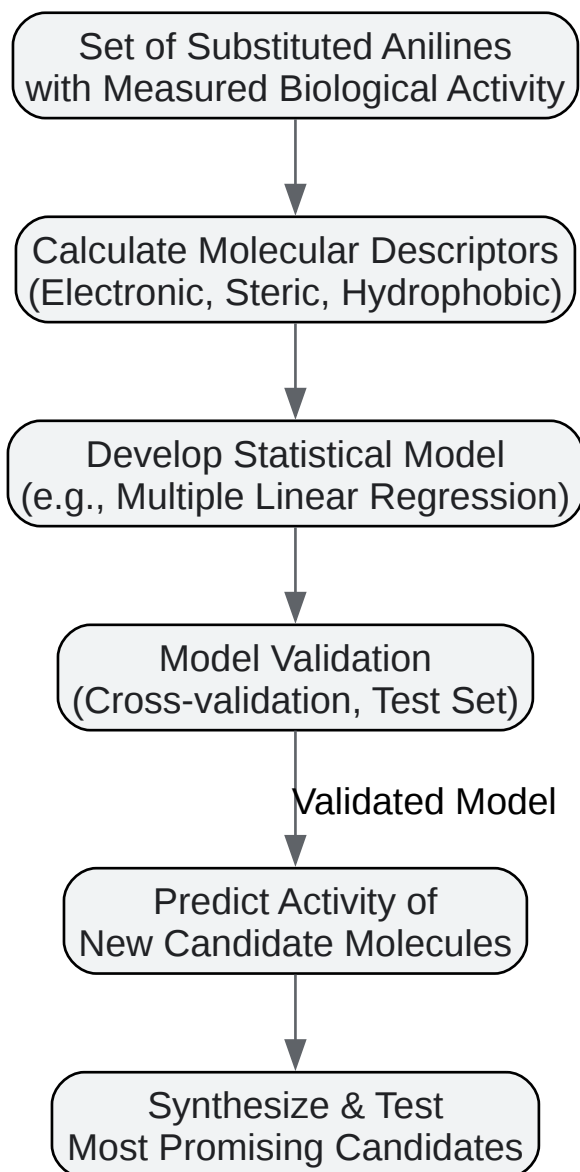 Set of Substituted Anilines
with Measured Biological Activity
Calculate Molecular Descriptors
(Electronic, Steric, Hydrophobic)
Develop Statistical Model
(e.g., Multiple Linear Regression)
Model Validation
(Cross-validation, Test Set)
Validated Model
Predict Activity of
New Candidate Molecules
Synthesize & Test
Most Promising Candidates